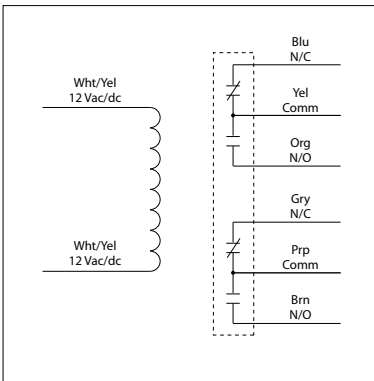 Wht/Yel
12 Vac/dc
Wht/Yel
12 Vac/dc
Blu
N/C
Yel
Comm
Org
N/O
Gry
N/C
Prp
Comm
Brn
N/O